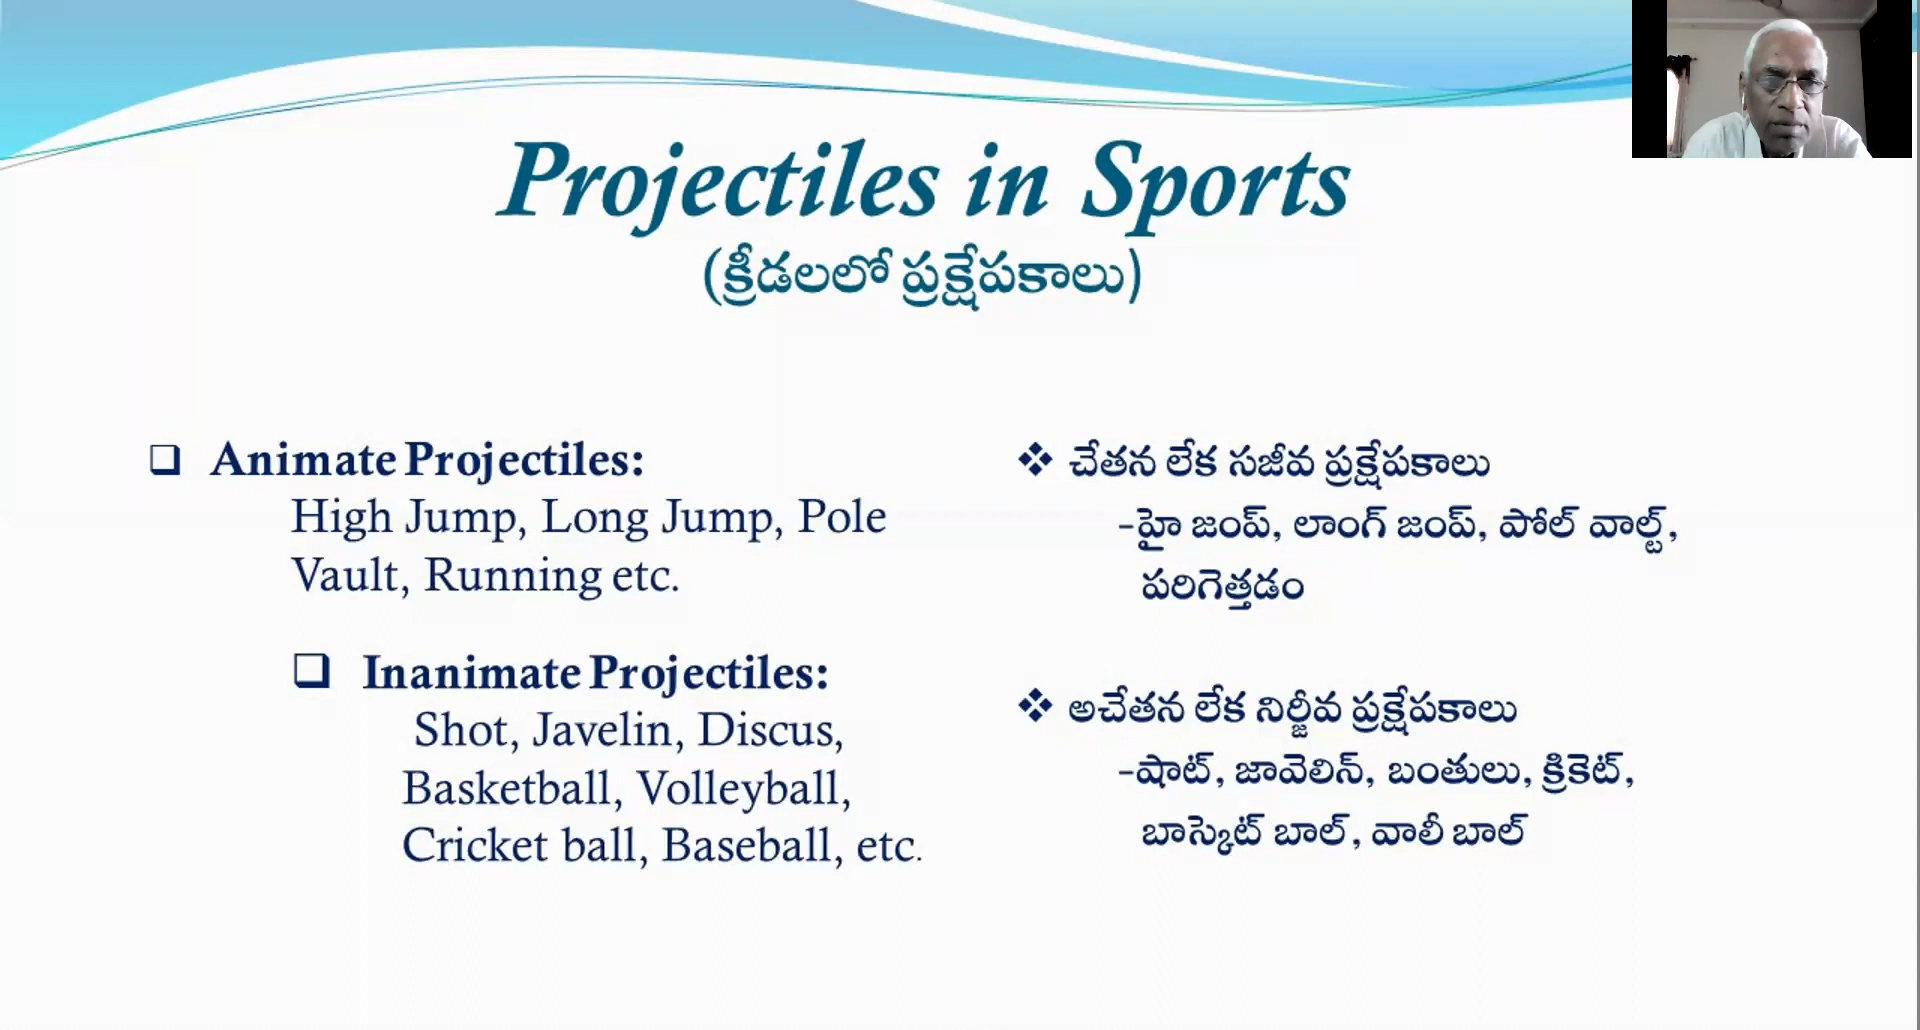 Projectiles in Sports
(క్రీడలలో ప్రక్షేపకాలు)
Animate Projectiles:
High Jump, Long Jump, Pole
Vault, Running etc.
Inanimate Projectiles:
Shot, Javelin, Discus,
Basketball, Volleyball,
Cricket ball, Baseball, etc.
చేతన లేక సజీవ ప్రక్షేపకాలు
-హై జంప్, లాంగ్ జంప్, పోల్ వాల్ట్,
పరిగెత్తడం
అచేతన లేక నిర్జీవ ప్రక్షేపకాలు
-షాట్, జావెలిన్, బంతులు, క్రికెట్,
బాస్కెట్ బాల్, వాలీ బాల్